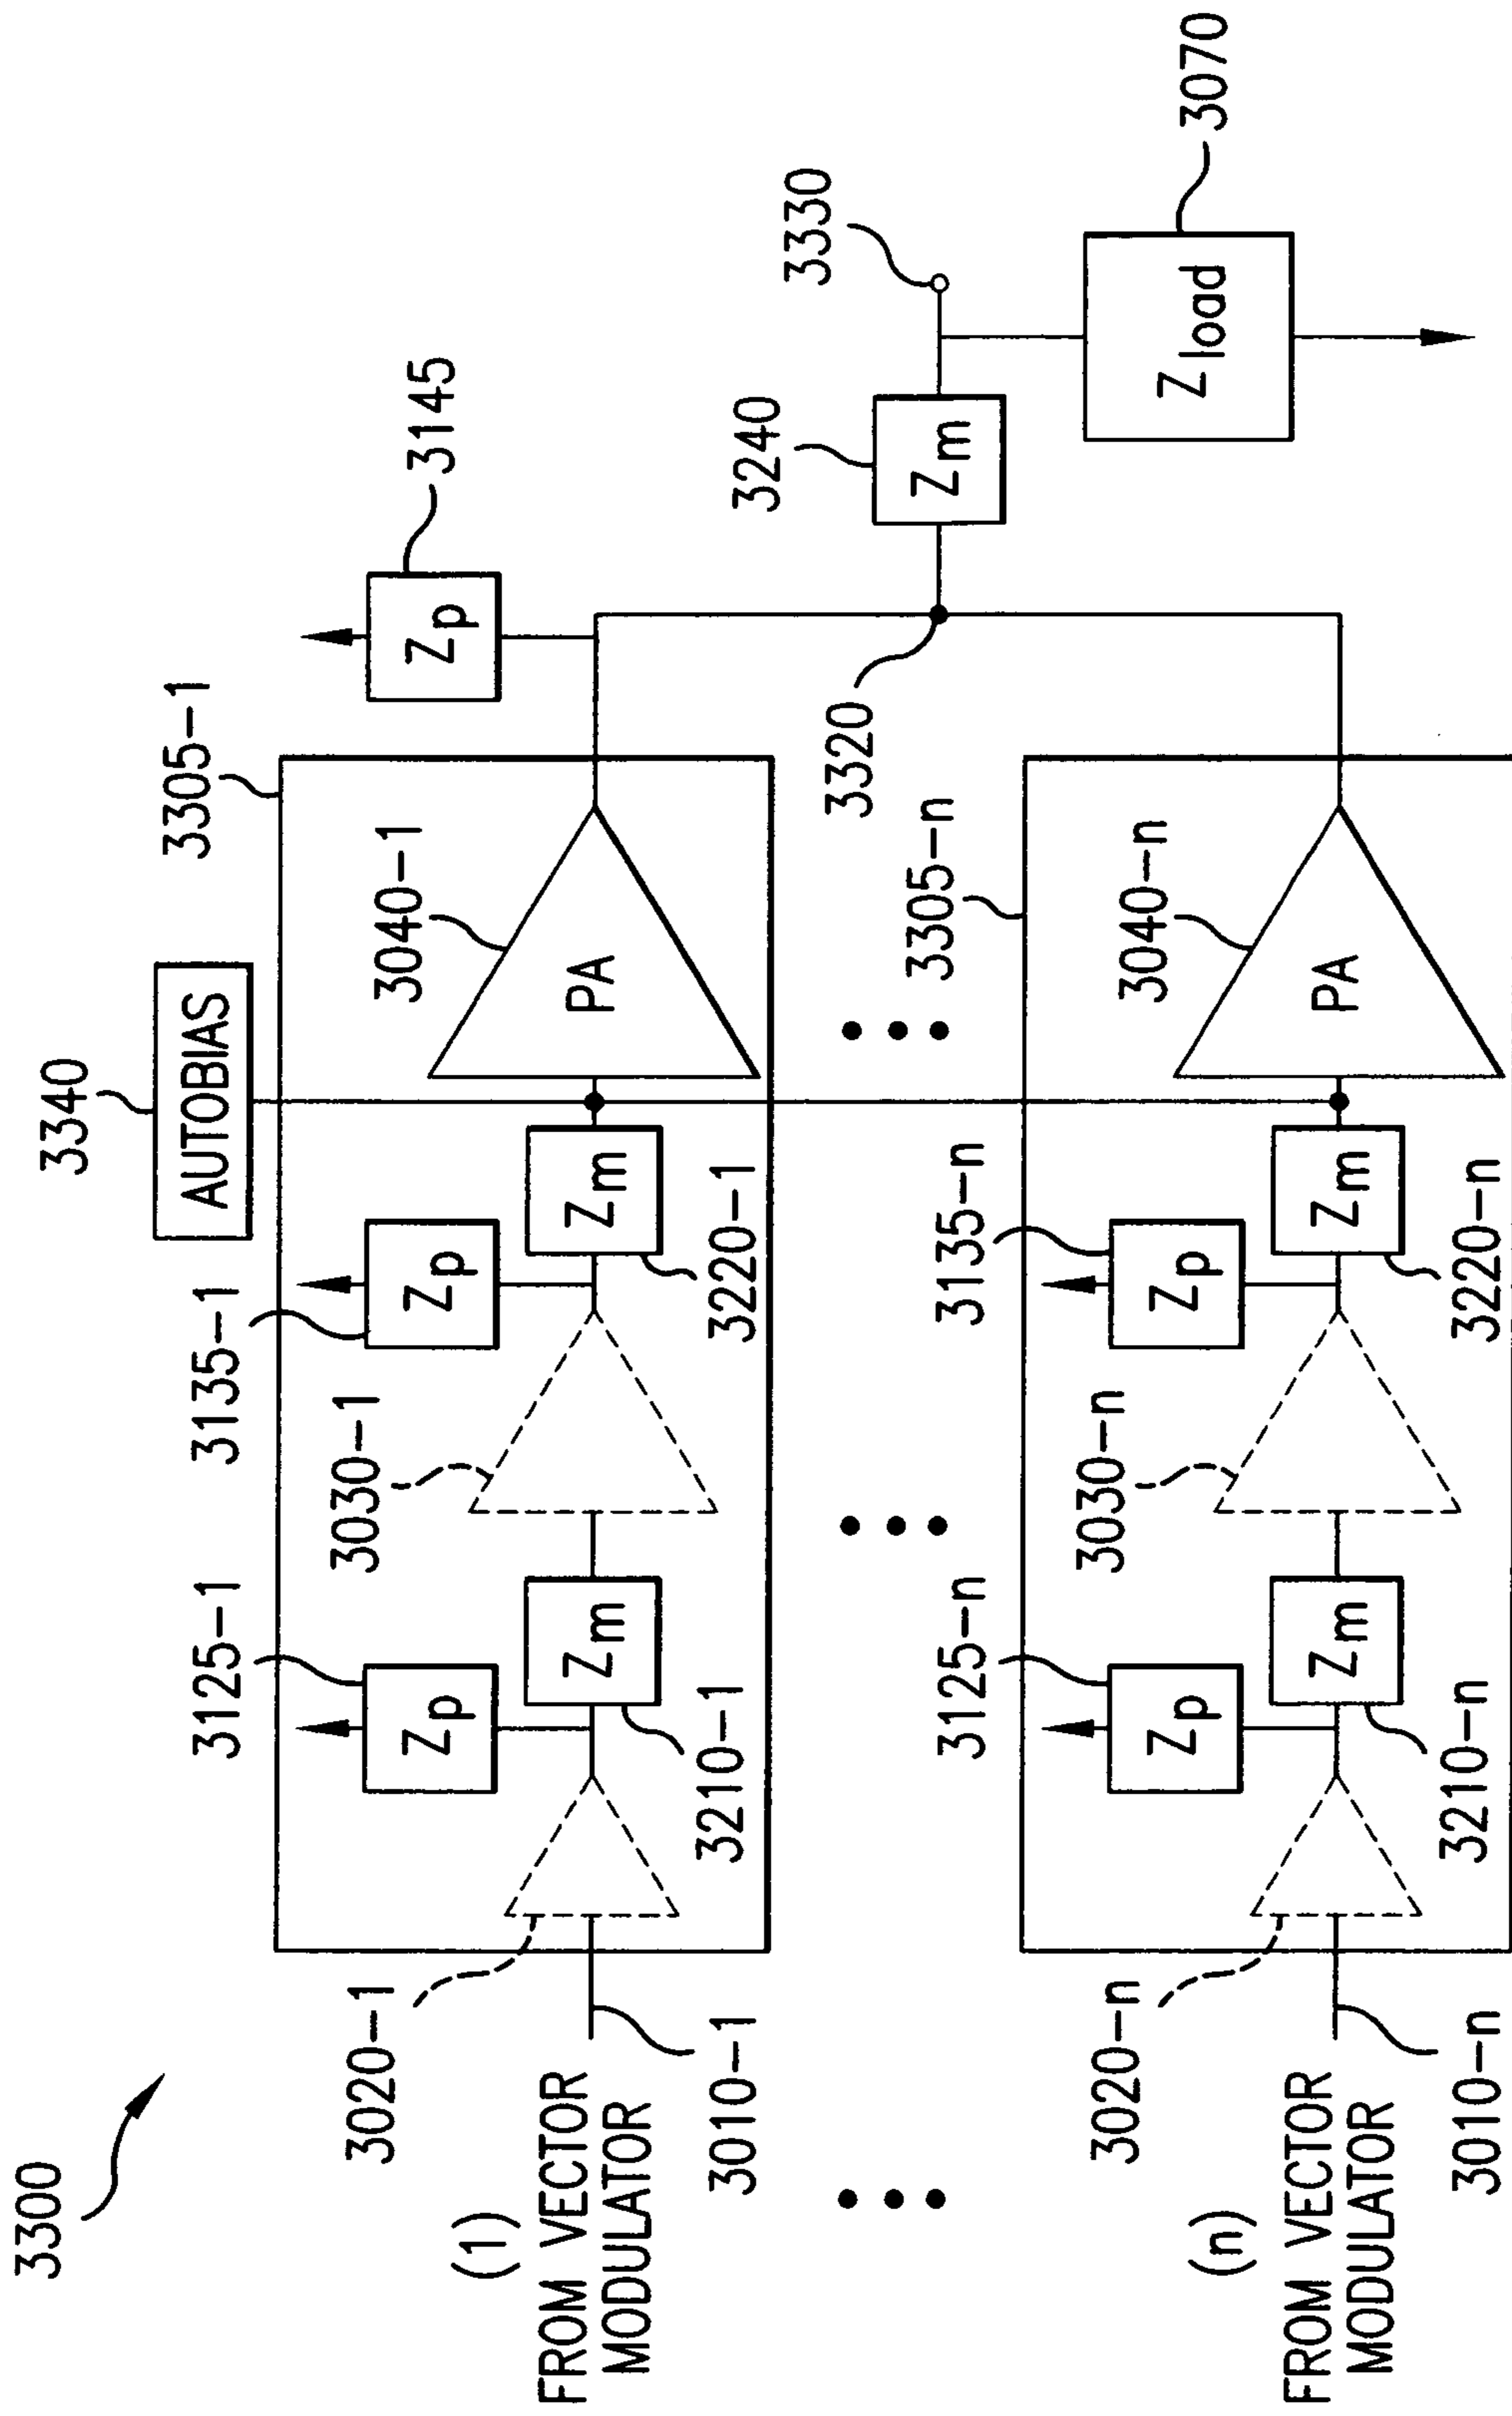 3300
3340
AUTOBIAS
3305-1
3145
Zp
3125-1
3135-1
Zp
Zp
3020-1
3030-1
3040-1
(1)
FROM VECTOR
MODULATOR
Zm
Zm
PA
3010-1
3210-1
3220-1
3240
3330
Zm
3320
3305-n
Zload
3070
3125-n
3135-n
Zp
Zp
3020-n
3030-n
3040-n
(n)
FROM VECTOR
MODULATOR
Zm
Zm
PA
3010-n
3210-n
3220-n